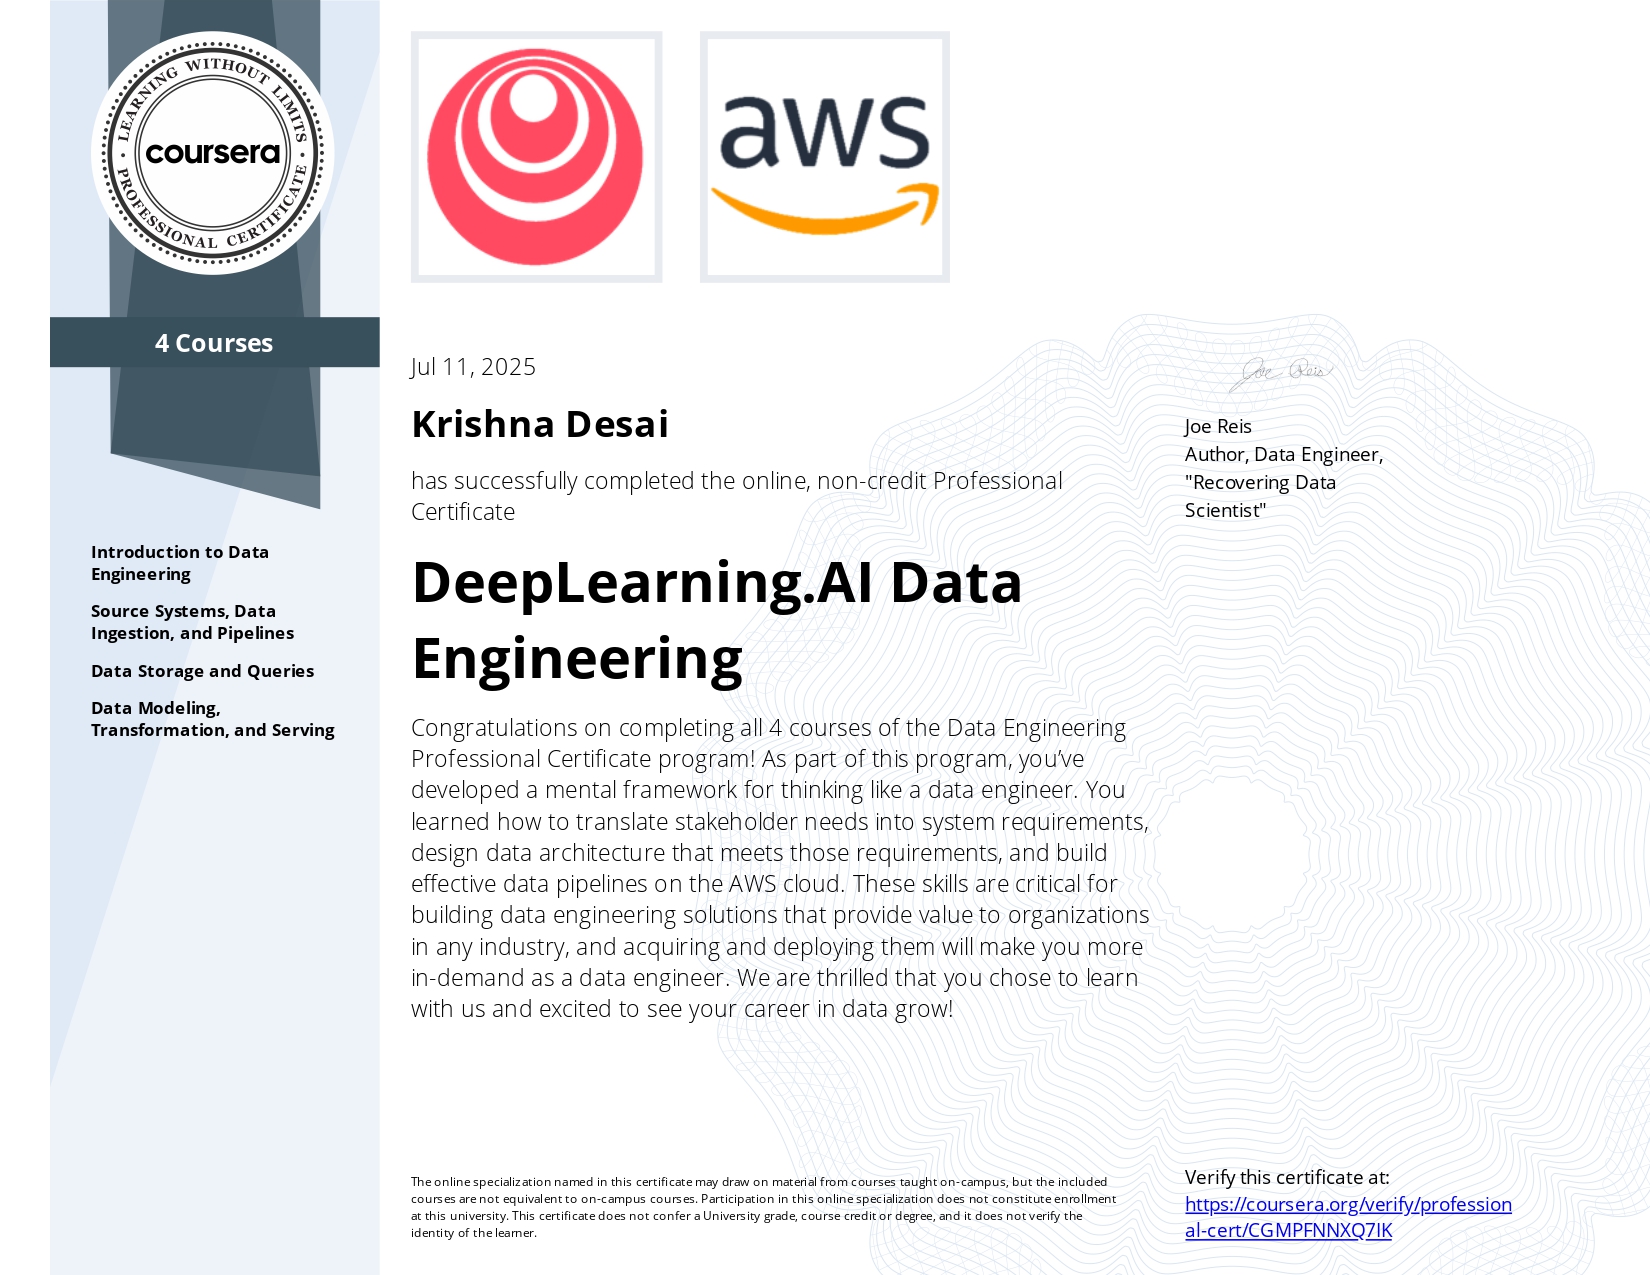 LEARNING WITHOUT LIMITS
coursera
PROFESSIONAL CERTIFICATE
aws
4 Courses
Introduction to Data
Engineering
Source Systems, Data
Ingestion, and Pipelines
Data Storage and Queries
Data Modeling,
Transformation, and Serving
Jul 11, 2025
Krishna Desai
has successfully completed the online, non-credit Professional
Certificate
DeepLearning.AI Data
Engineering
Congratulations on completing all 4 courses of the Data Engineering
Professional Certificate program! As part of this program, you’ve
developed a mental framework for thinking like a data engineer. You
learned how to translate stakeholder needs into system requirements,
design data architecture that meets those requirements, and build
effective data pipelines on the AWS cloud. These skills are critical for
building data engineering solutions that provide value to organizations
in any industry, and acquiring and deploying them will make you more
in-demand as a data engineer. We are thrilled that you chose to learn
with us and excited to see your career in data grow!
Joe Reis
Joe Reis
Author, Data Engineer,
"Recovering Data
Scientist"
The online specialization named in this certificate may draw on material from courses taught on-campus, but the included
courses are not equivalent to on-campus courses. Participation in this online specialization does not constitute enrollment
at this university. This certificate does not confer a University grade, course credit or degree, and it does not verify the
identity of the learner.
Verify this certificate at:
https://coursera.org/verify/profession
al-cert/CGMPFNNXQ7IK